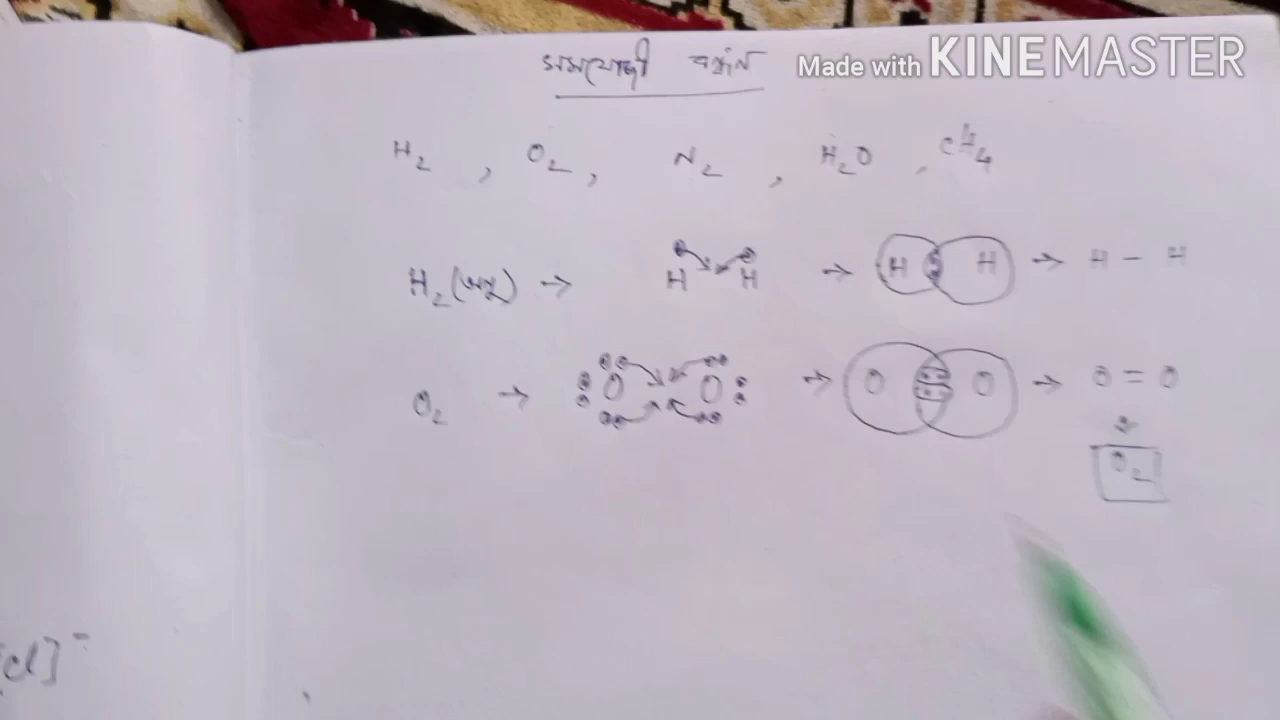 সমযোজী বন্ধন
Made with KINEMASTER
H₂ , O₂ , N₂ , H₂O , CH₄
H₂ (অণু) → H H → H H → H – H
O₂ → O O → O O → O = O
বা
O₂
Cl]⁻